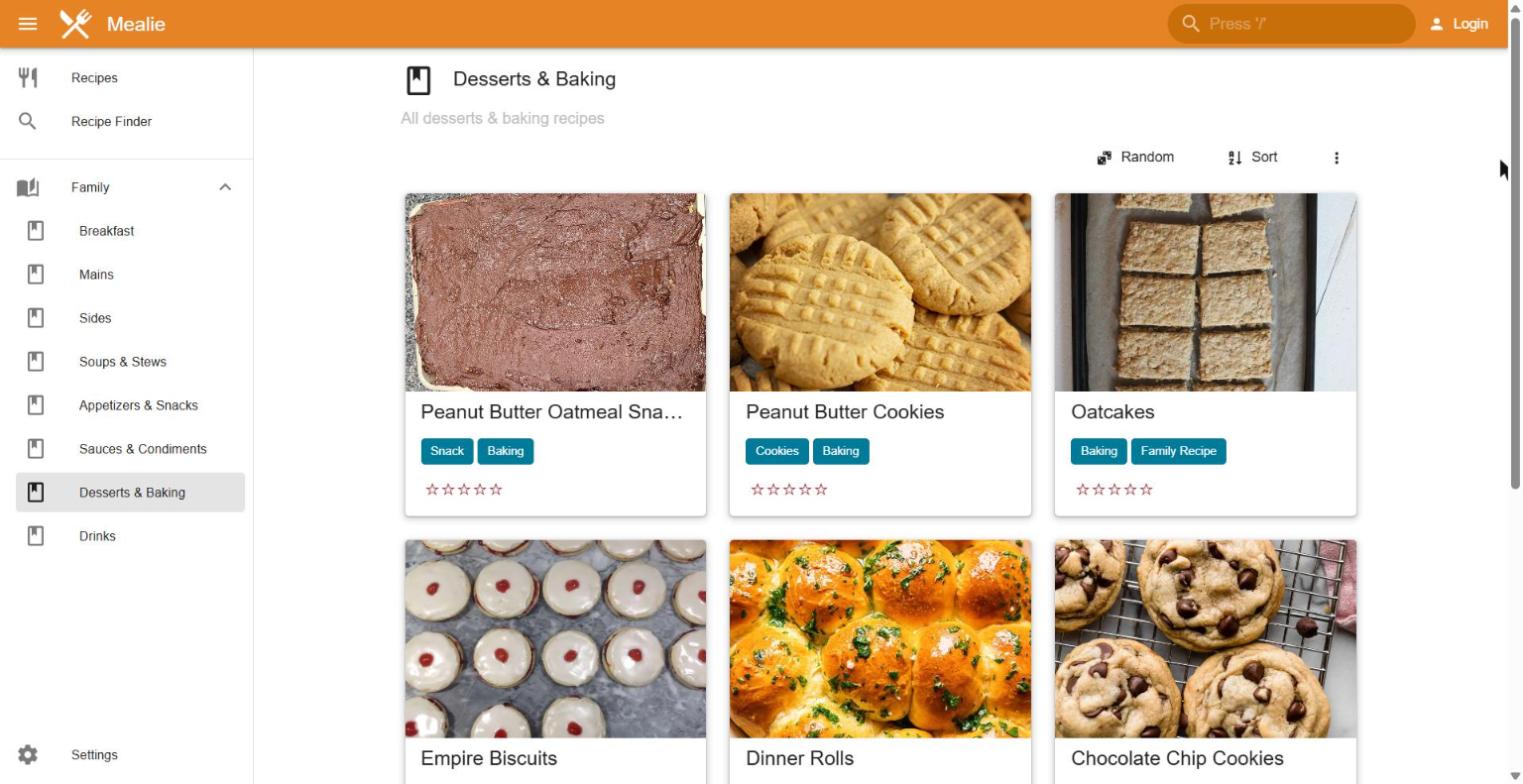 Mealie
Press '/'
Login
Recipes
Recipe Finder
Family
Breakfast
Mains
Sides
Soups & Stews
Appetizers & Snacks
Sauces & Condiments
Desserts & Baking
Drinks
Settings
Desserts & Baking
All desserts & baking recipes
Random
Sort
Peanut Butter Oatmeal Sna…
Snack Baking
Peanut Butter Cookies
Cookies Baking
Oatcakes
Baking Family Recipe
Empire Biscuits
Dinner Rolls
Chocolate Chip Cookies